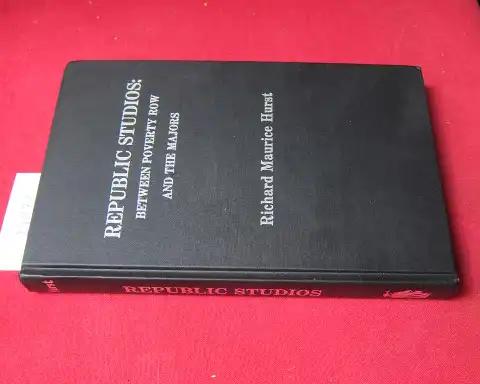 REPUBLIC STUDIOS:
BETWEEN POVERTY ROW
AND THE MAJORS
Richard Maurice Hurst
REPUBLIC STUDIOS